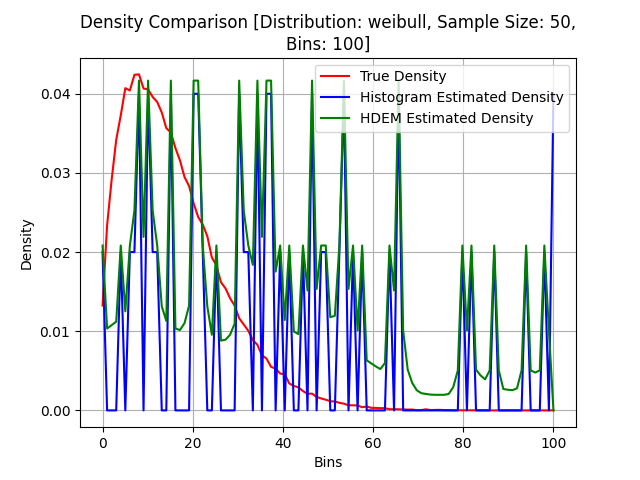 Density Comparison [Distribution: weibull, Sample Size: 50,
Bins: 100]
True Density
Histogram Estimated Density
HDEM Estimated Density
Density
0.04
0.03
0.02
0.01
0.00
0 20 40 60 80 100
Bins